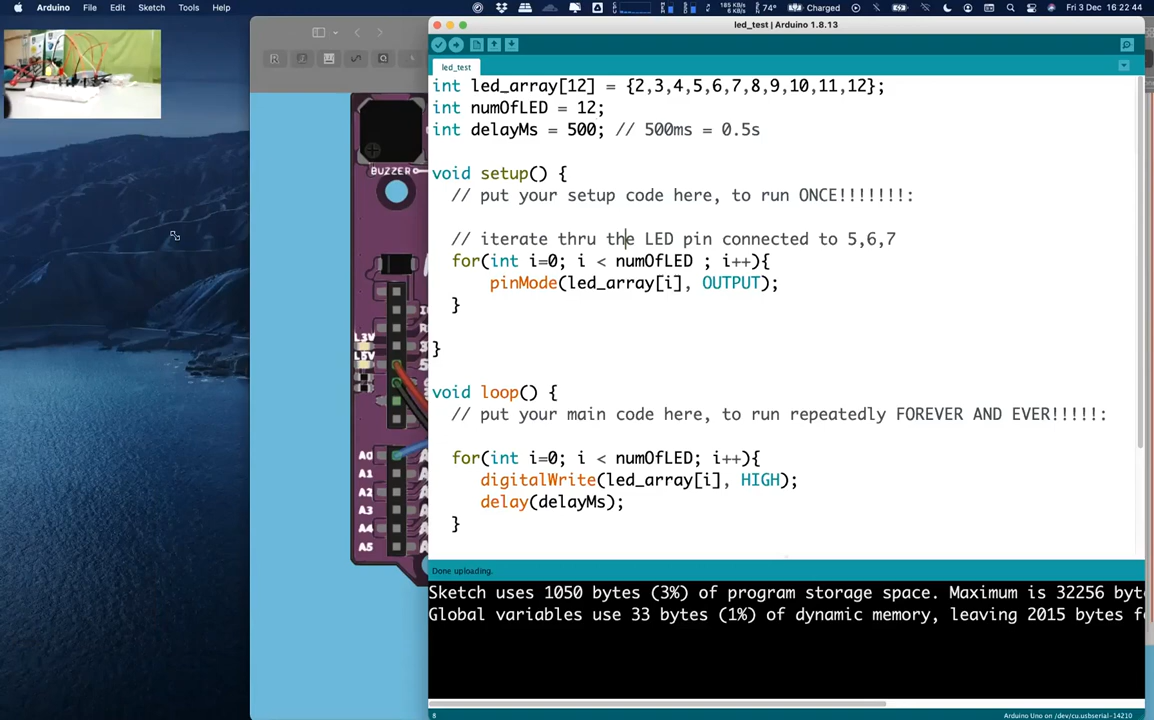 Arduino File Edit Sketch Tools Help
185 KB/s
74° Charged Fri 3 Dec 16 22 44
led_test | Arduino 1.8.13
led_test
int led_array[12] = {2,3,4,5,6,7,8,9,10,11,12};
int numOfLED = 12;
int delayMs = 500; // 500ms = 0.5s
void setup() {
// put your setup code here, to run ONCE!!!!!!!:
// iterate thru the LED pin connected to 5,6,7
for(int i=0; i < numOfLED ; i++){
pinMode(led_array[i], OUTPUT);
}
}
void loop() {
// put your main code here, to run repeatedly FOREVER AND EVER!!!!!:
for(int i=0; i < numOfLED; i++){
digitalWrite(led_array[i], HIGH);
delay(delayMs);
}
Done uploading.
Sketch uses 1050 bytes (3%) of program storage space. Maximum is 32256 byt
Global variables use 33 bytes (1%) of dynamic memory, leaving 2015 bytes f
8
Arduino Uno on /dev/cu.usbserial-14210
R
BUZZER
L3V
L5V
A0
A1
A2
A3
A4
A5